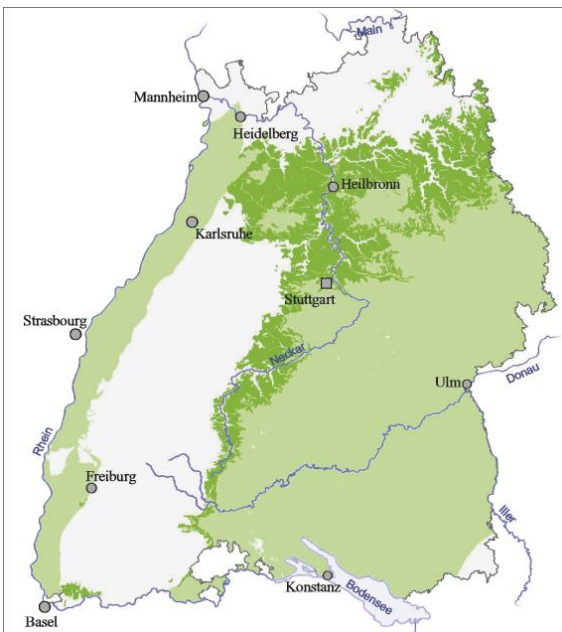 Main
Mannheim
Heidelberg
Heilbronn
Karlsruhe
Stuttgart
Strasbourg
Neckar
Ulm
Donau
Rhein
Freiburg
Iller
Konstanz
Bodensee
Basel